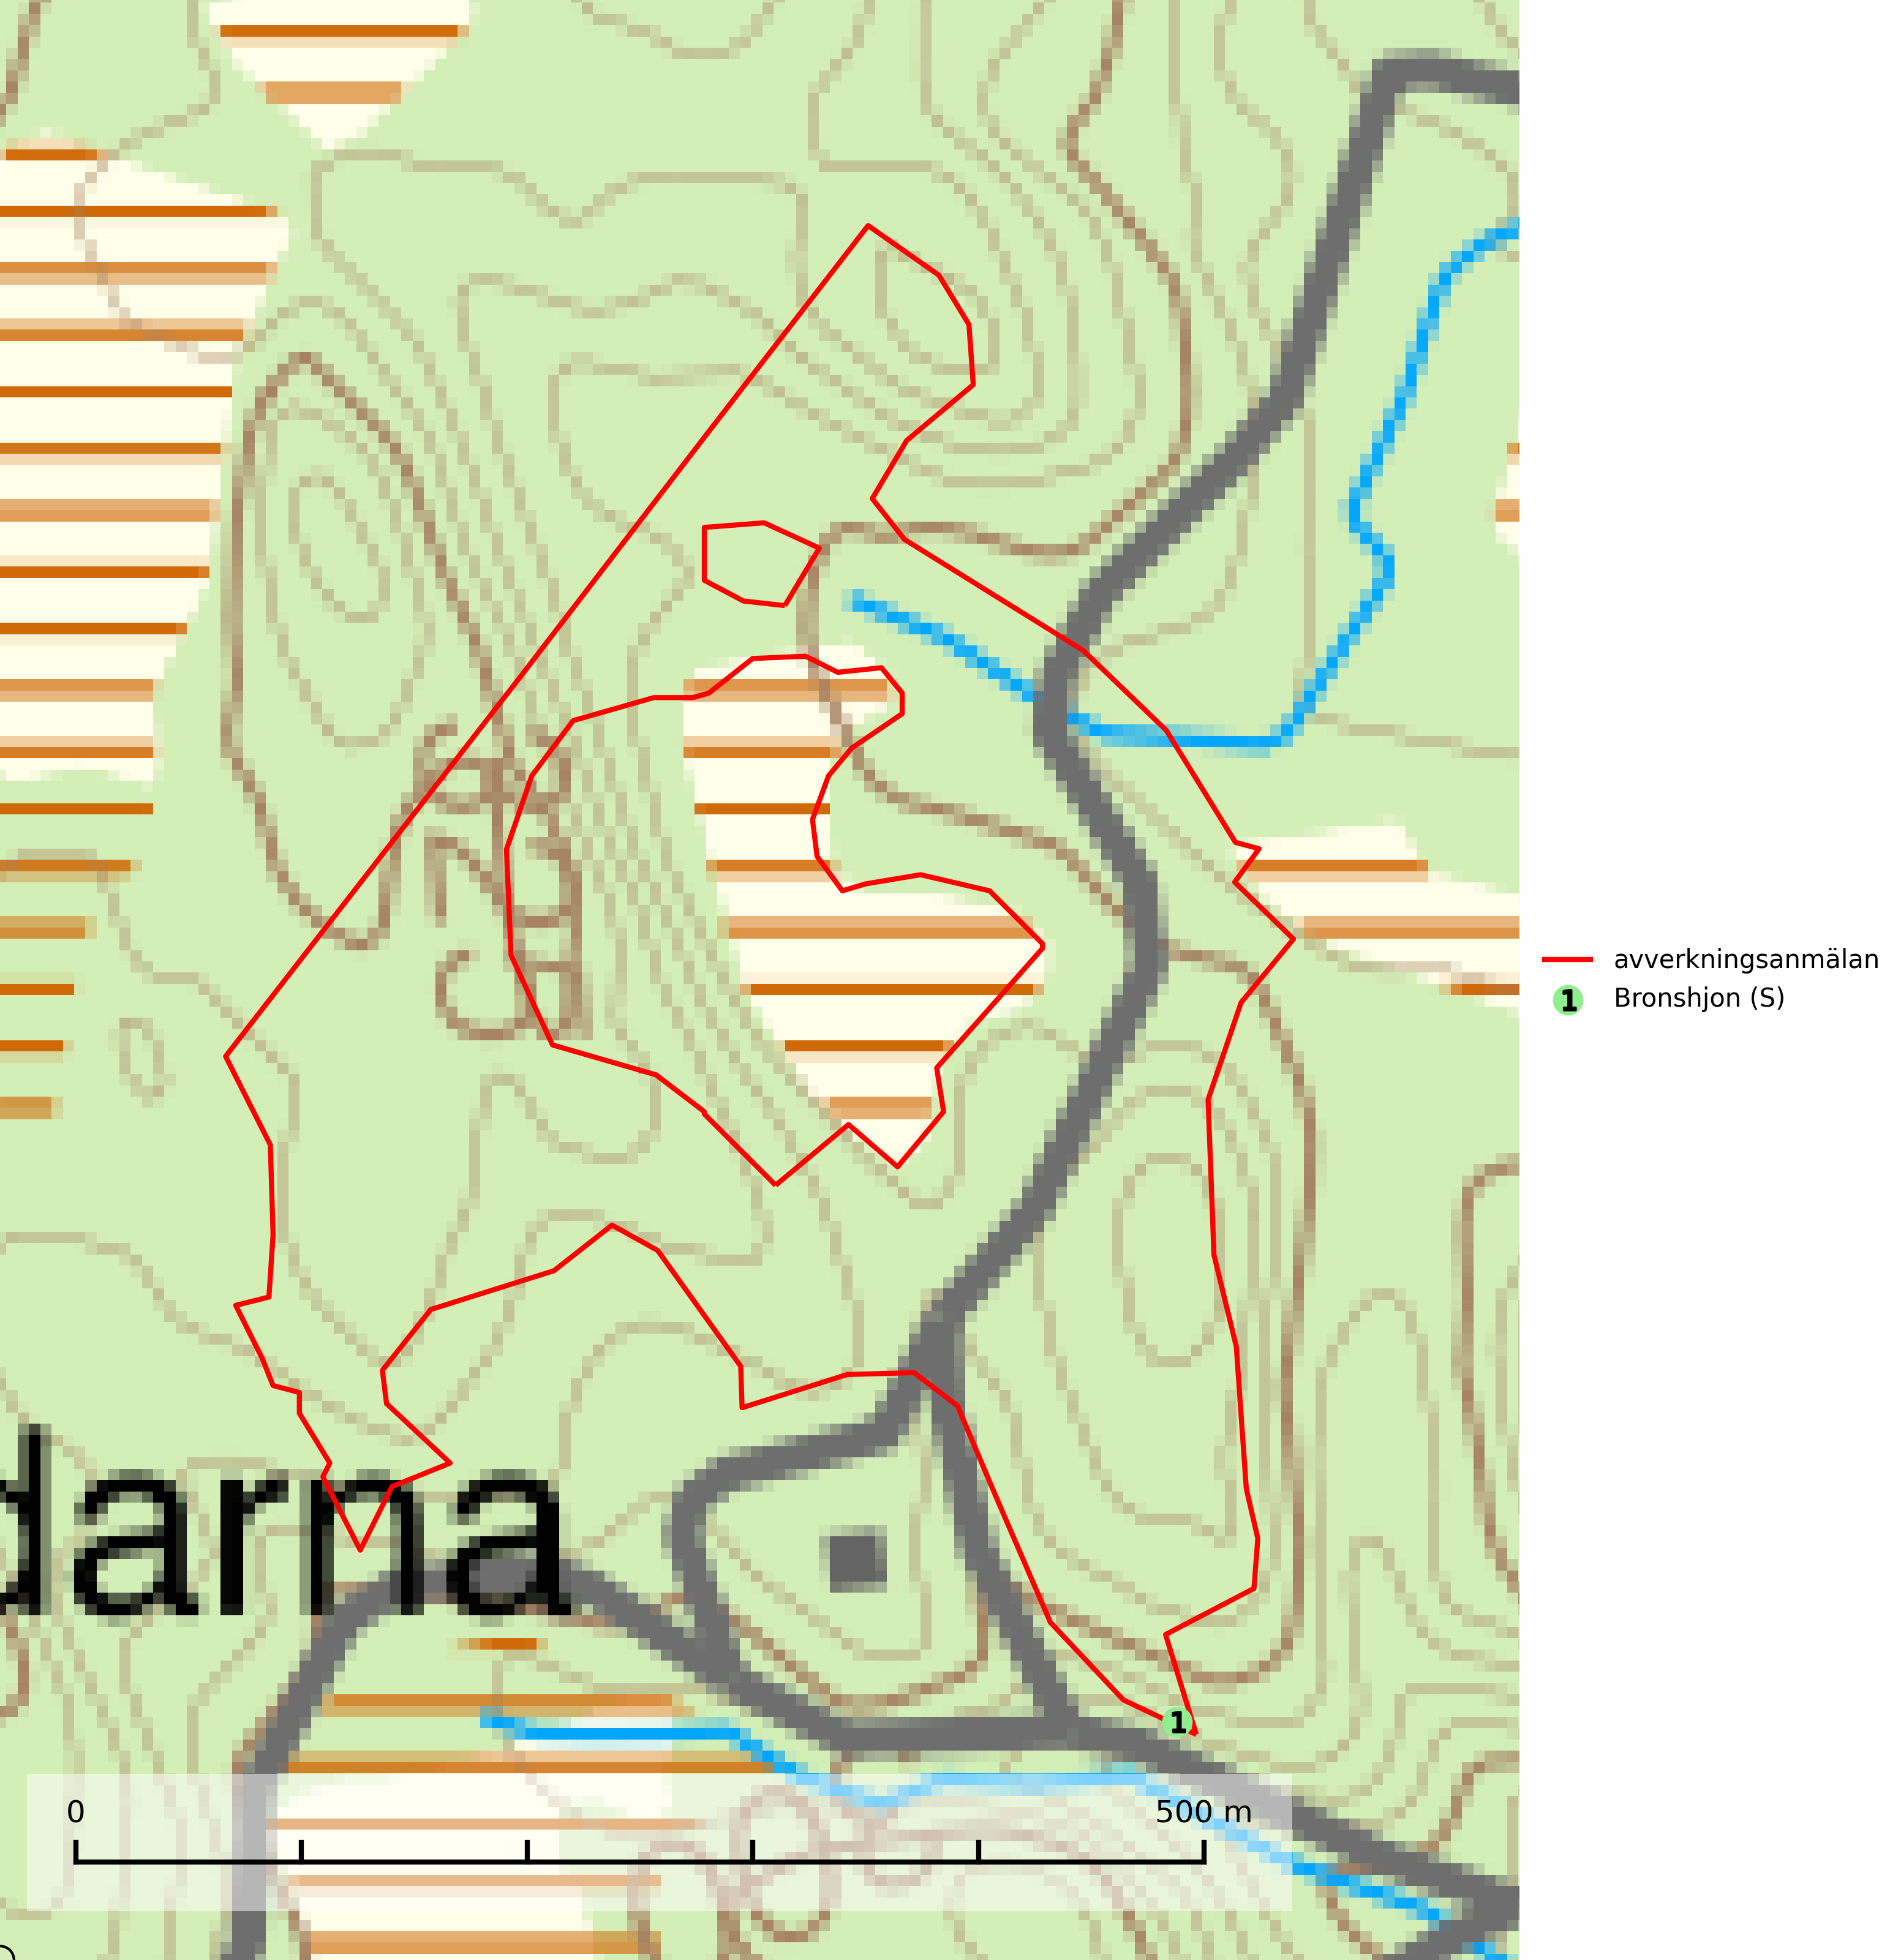 avverkningsanmälan
1 Bronshjon (S)
darna
1
0
500 m